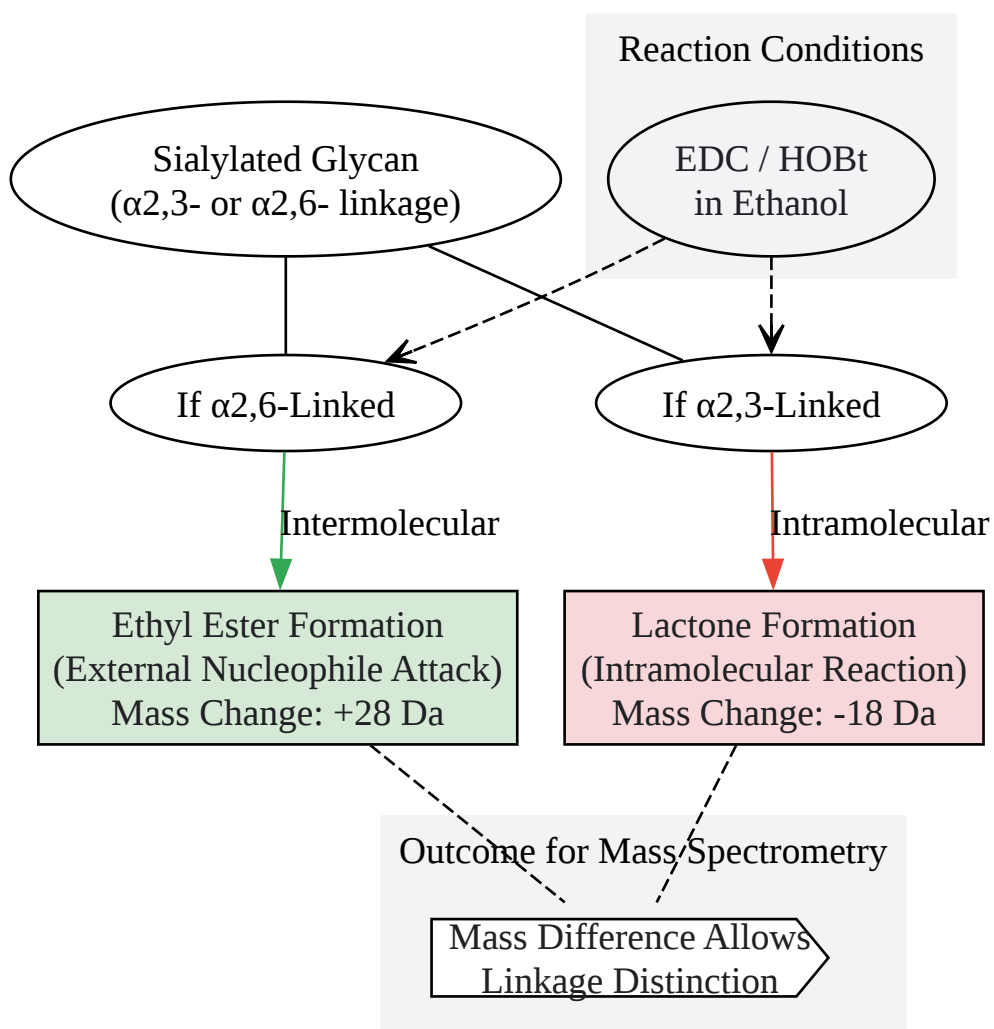 Reaction Conditions
Sialylated Glycan
(α2,3- or α2,6- linkage)
EDC / HOBt
in Ethanol
If α2,6-Linked
If α2,3-Linked
Intermolecular
Intramolecular
Ethyl Ester Formation
(External Nucleophile Attack)
Mass Change: +28 Da
Lactone Formation
(Intramolecular Reaction)
Mass Change: -18 Da
Outcome for Mass Spectrometry
Mass Difference Allows
Linkage Distinction